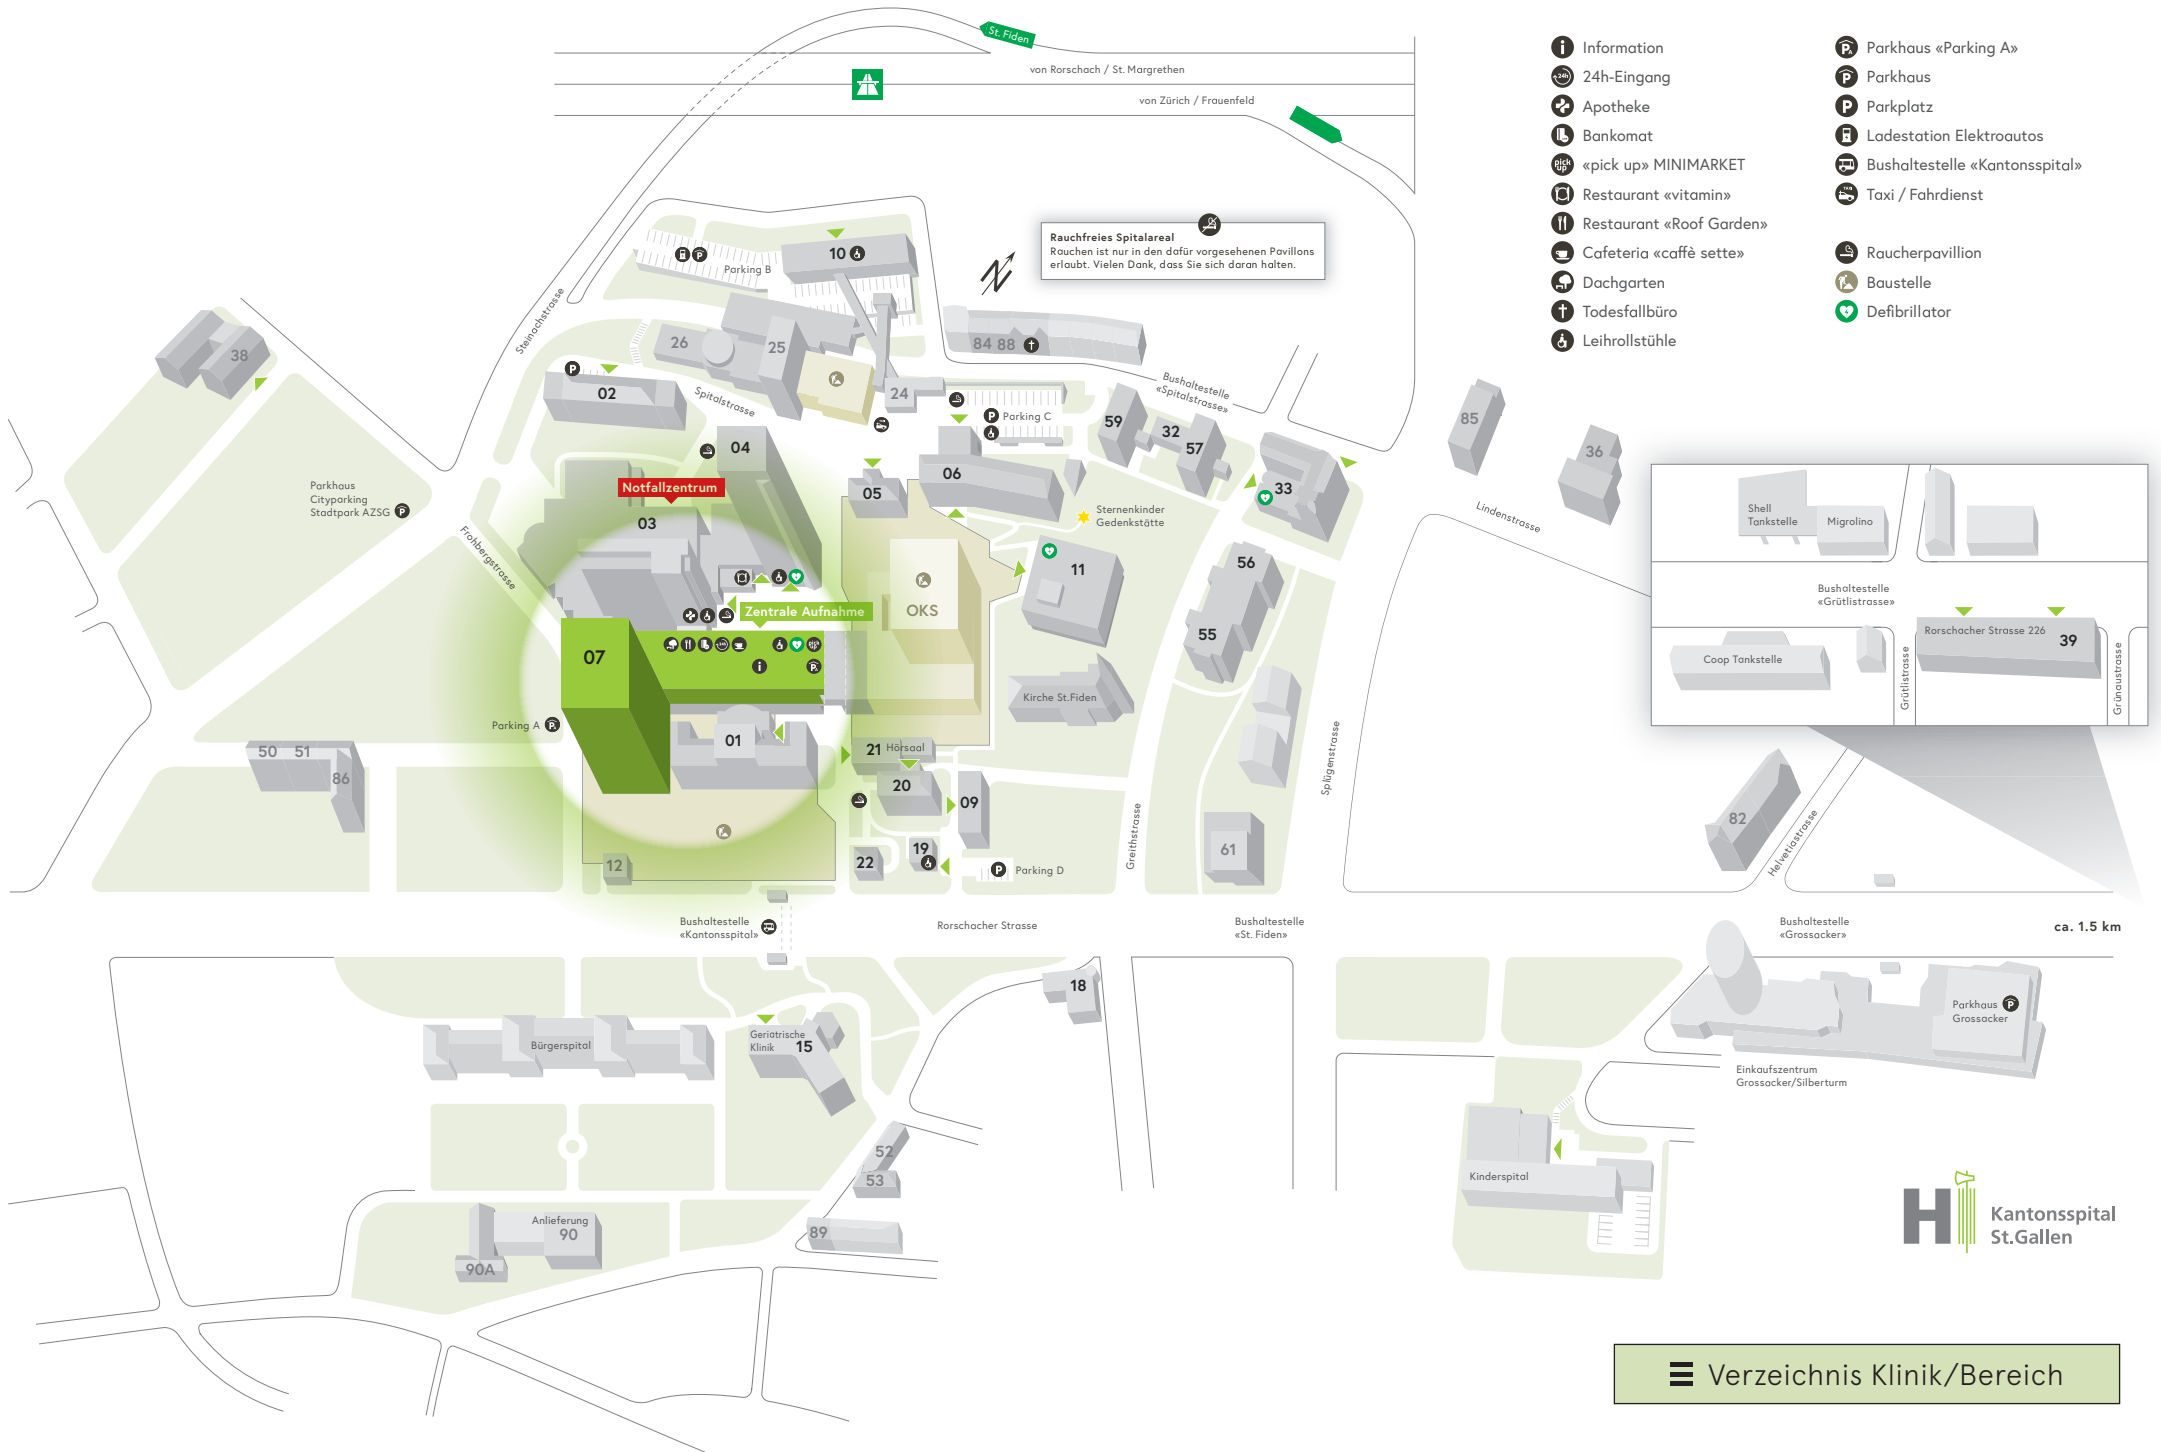 St. Fiden
von Rorschach / St. Margrethen
von Zürich / Frauenfeld
Information
24h-Eingang
Apotheke
Bankomat
«pick up» MINIMARKET
Restaurant «vitamin»
Restaurant «Roof Garden»
Cafeteria «caffè sette»
Dachgarten
Todesfallbüro
Leihrollstühle
Parkhaus «Parking A»
Parkhaus
Parkplatz
Ladestation Elektroautos
Bushaltestelle «Kantonsspital»
Taxi / Fahrdienst
Raucherpavillion
Baustelle
Defibrillator
Rauchfreies Spitalareal
Rauchen ist nur in den dafür vorgesehenen Pavillons
erlaubt. Vielen Dank, dass Sie sich daran halten.
N
Parking B
10
Steinachstrasse
38
26
25
84 88
02
Spitalstrasse
24
Parking C
Bushaltestelle
«Spitalstrasse»
59
32
57
85
36
04
06
05
33
Parkhaus
Cityparking
Stadtpark AZSG
Notfallzentrum
03
Frohbergstrasse
Sternenkinder
Gedenkstätte
Lindenstrasse
Shell
Tankstelle
Migrolino
11
56
Bushaltestelle
«Grütlistrasse»
Zentrale Aufnahme
OKS
55
Rorschacher Strasse 226
39
Coop Tankstelle
Grütlistrasse
Grünaustrasse
07
Kirche St.Fiden
Parking A
01
21 Hörsaal
50 51
86
20
09
Splügenstrasse
Greithstrasse
82
Helvetiastrasse
12
22
19
Parking D
61
Bushaltestelle
«Kantonsspital»
Rorschacher Strasse
Bushaltestelle
«St. Fiden»
Bushaltestelle
«Grossacker»
ca. 1.5 km
18
Parkhaus
Grossacker
Bürgerspital
Geriatrische
Klinik
15
Einkaufszentrum
Grossacker/Silberturm
52
53
Kinderspital
89
Anlieferung
90
90A
Kantonsspital
St.Gallen
Verzeichnis Klinik/Bereich